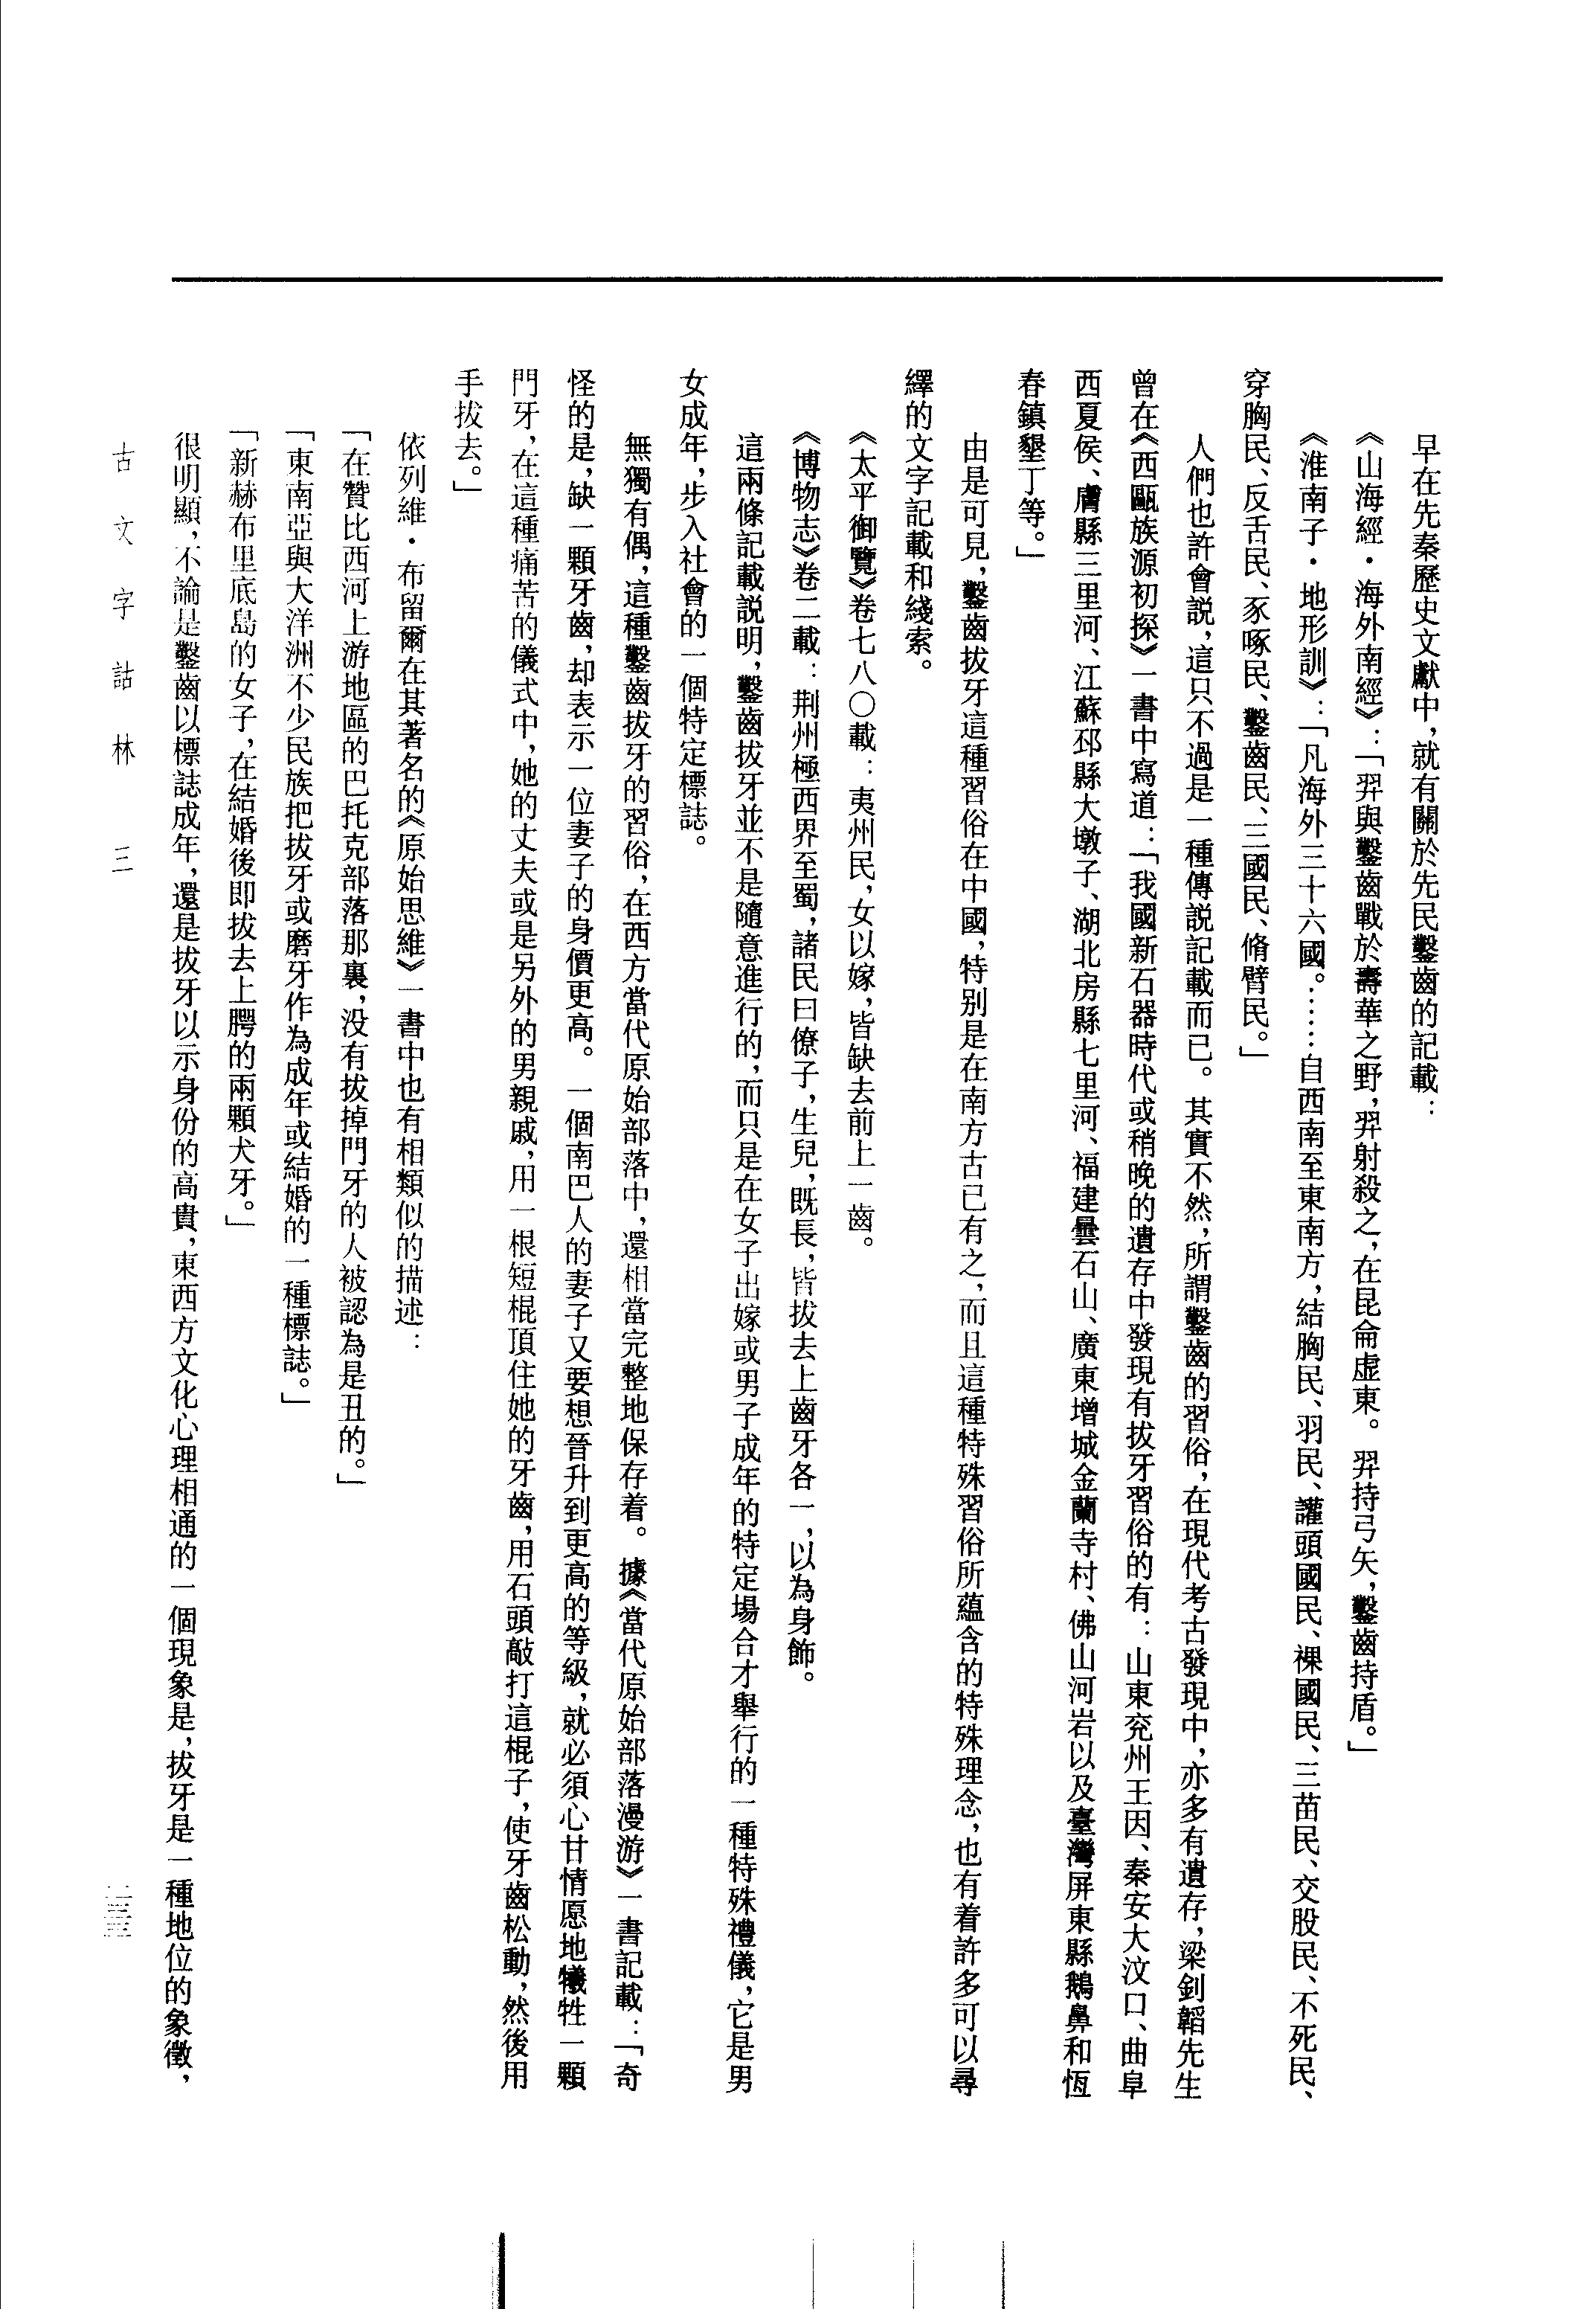 早在先秦歷史文獻中，就有關於先民鑿齒的記載：
《山海經·海外南經》：「羿與鑿齒戰於壽華之野，羿射殺之，在昆侖虛東。羿持弓矢，鑿齒持盾。」
《淮南子·地形訓》：「凡海外三十六國。……自西南至東南方，結胸民、羽民、讙頭國民、裸國民、三苗民、交股民、不死民、
穿胸民、反舌民、豕啄民、鑿齒民、三國民、脩臂民。」
人們也許會説，這只不過是一種傳説記載而已。其實不然，所謂鑿齒的習俗，在現代考古發現中，亦多有遺存，梁釗韜先生
曾在《西甌族源初探》一書中寫道：「我國新石器時代或稍晚的遺存中發現有拔牙習俗的有：山東兖州王因、秦安大汶口、曲阜
西夏侯、膚縣三里河、江蘇邳縣大墩子、湖北房縣七里河、福建曇石山、廣東增城金蘭寺村、佛山河岩以及臺灣屏東縣鵝鼻和恆
春鎮墾丁等。」
由是可見，鑿齒拔牙這種習俗在中國，特别是在南方古已有之，而且這種特殊習俗所藴含的特殊理念，也有着許多可以尋
繹的文字記載和綫索。
《太平御覽》卷七八〇載：夷州民，女以嫁，皆缺去前上一齒。
《博物志》卷二載：荆州極西界至蜀，諸民曰僚子，生兒，既長，皆拔去上齒牙各一，以為身飾。
這兩條記載説明，鑿齒拔牙並不是隨意進行的，而只是在女子出嫁或男子成年的特定場合才舉行的一種特殊禮儀，它是男
女成年，步入社會的一個特定標誌。
無獨有偶，這種鑿齒拔牙的習俗，在西方當代原始部落中，還相當完整地保存着。據《當代原始部落漫游》一書記載：「奇
怪的是，缺一顆牙齒，却表示一位妻子的身價更高。一個南巴人的妻子又要想晉升到更高的等級，就必須心甘情愿地犧牲一顆
門牙，在這種痛苦的儀式中，她的丈夫或是另外的男親戚，用一根短棍頂住她的牙齒，用石頭敲打這棍子，使牙齒松動，然後用
手拔去。」
依列維·布留爾在其著名的《原始思維》一書中也有相類似的描述：
「在贊比西河上游地區的巴托克部落那裏，没有拔掉門牙的人被認為是丑的。」
「東南亞與大洋洲不少民族把拔牙或磨牙作為成年或結婚的一種標誌。」
「新赫布里底島的女子，在結婚後即拔去上腭的兩顆犬牙。」
很明顯，不論是鑿齒以標誌成年，還是拔牙以示身份的高貴，東西方文化心理相通的一個現象是，拔牙是一種地位的象徵，
古文字詁林 三